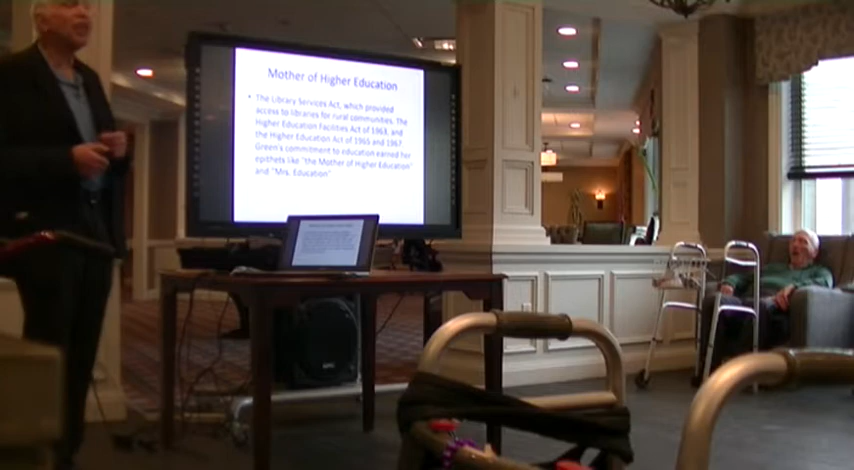 Mother of Higher Education
• The Library Services Act, which provided
access to libraries for rural communities. The
Higher Education Facilities Act of 1963, and
the Higher Education Act of 1965 and 1967
Green's commitment to education earned her
epithets like "the Mother of Higher Education"
and "Mrs. Education"